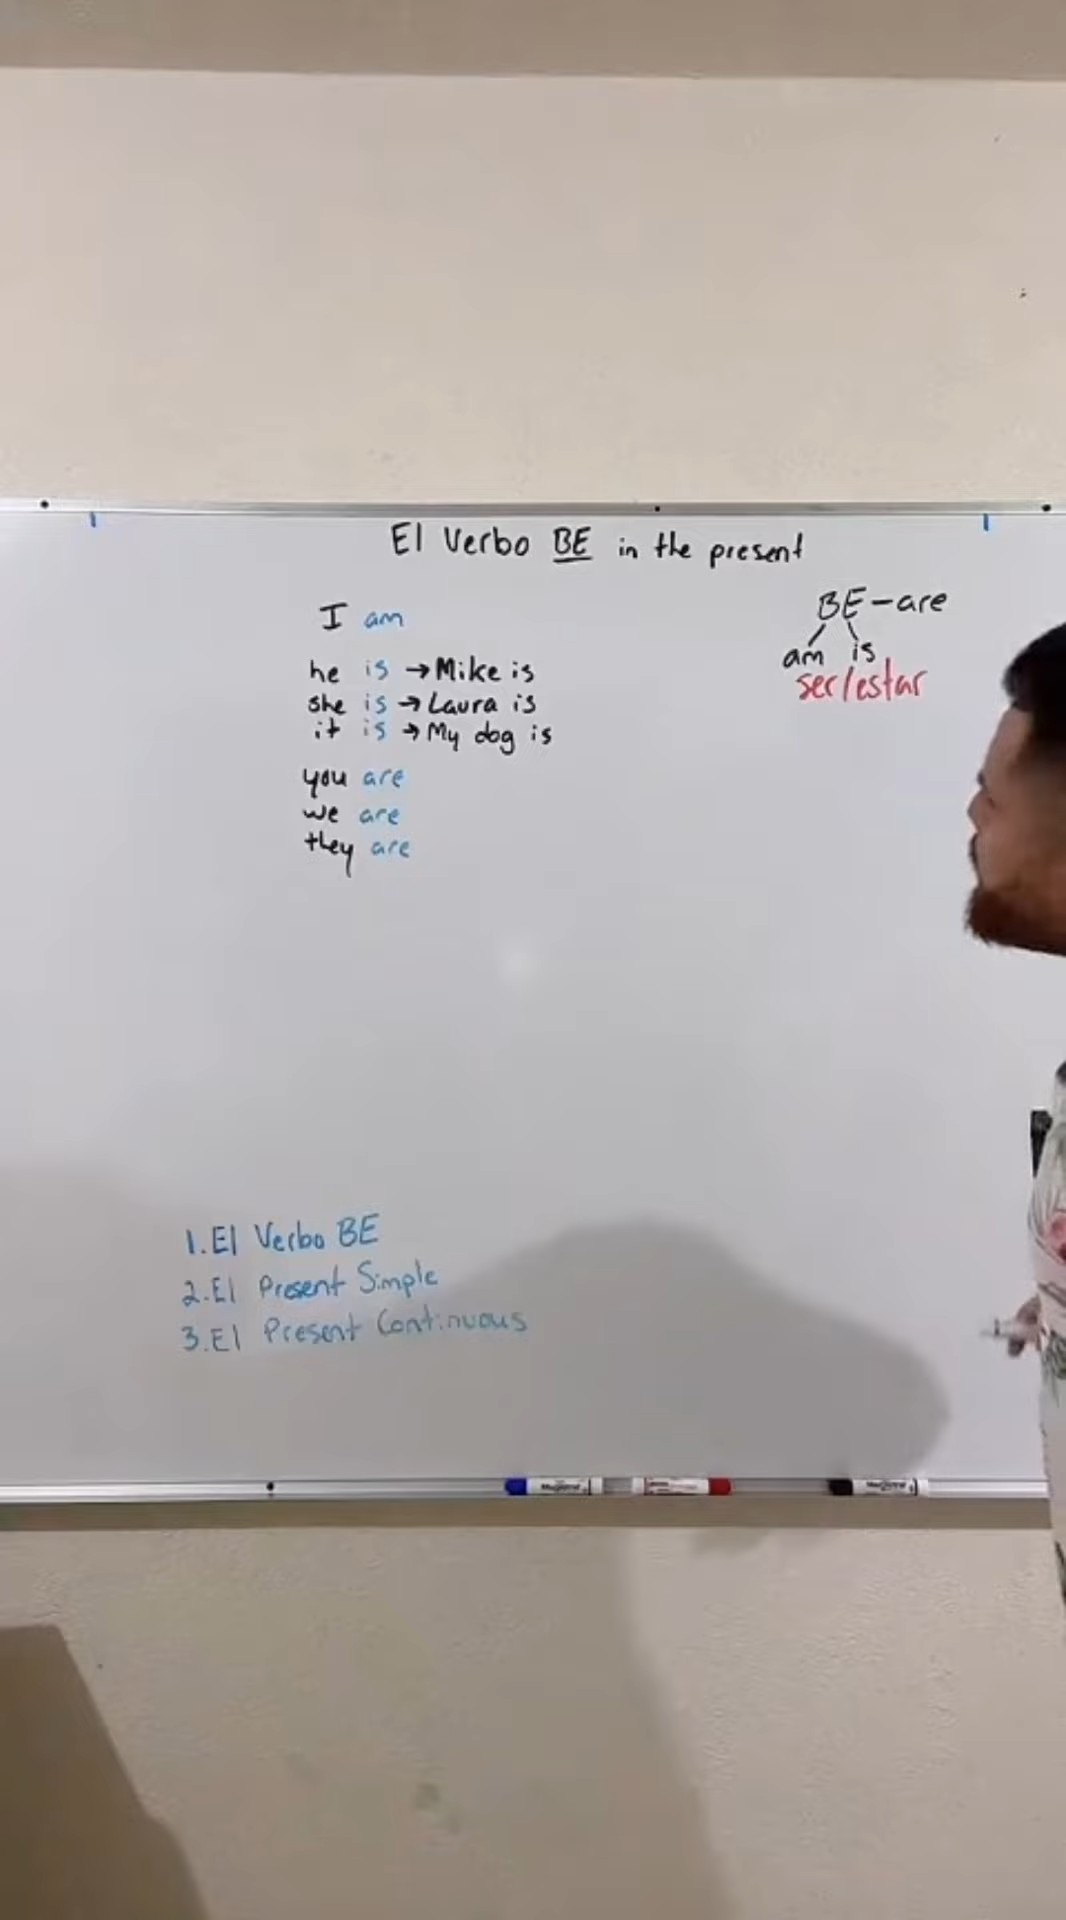 El Verbo BE in the present
I am
he is → Mike is
she is → Laura is
it is → My dog is
you are
we are
they are
BE – are
am is
ser/estar
1. El Verbo BE
2. El Present Simple
3. El Present Continuous